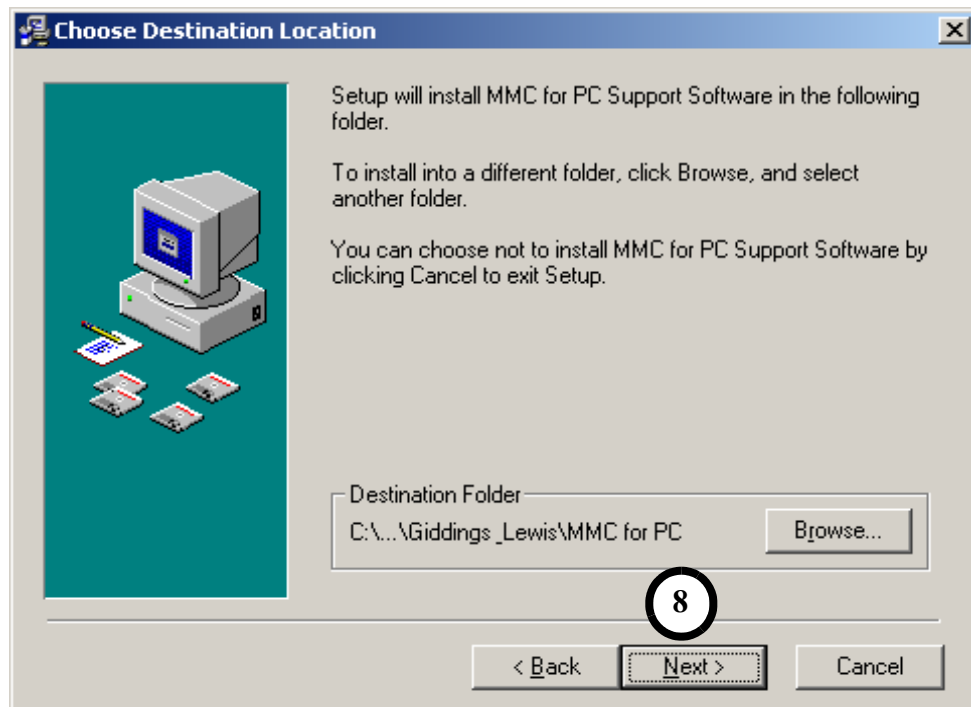 Choose Destination Location
Setup will install MMC for PC Support Software in the following
folder.
To install into a different folder, click Browse, and select
another folder.
You can choose not to install MMC for PC Support Software by
clicking Cancel to exit Setup.
Destination Folder
C:\...\Giddings_Lewis\MMC for PC
Browse...
8
< Back Next > Cancel